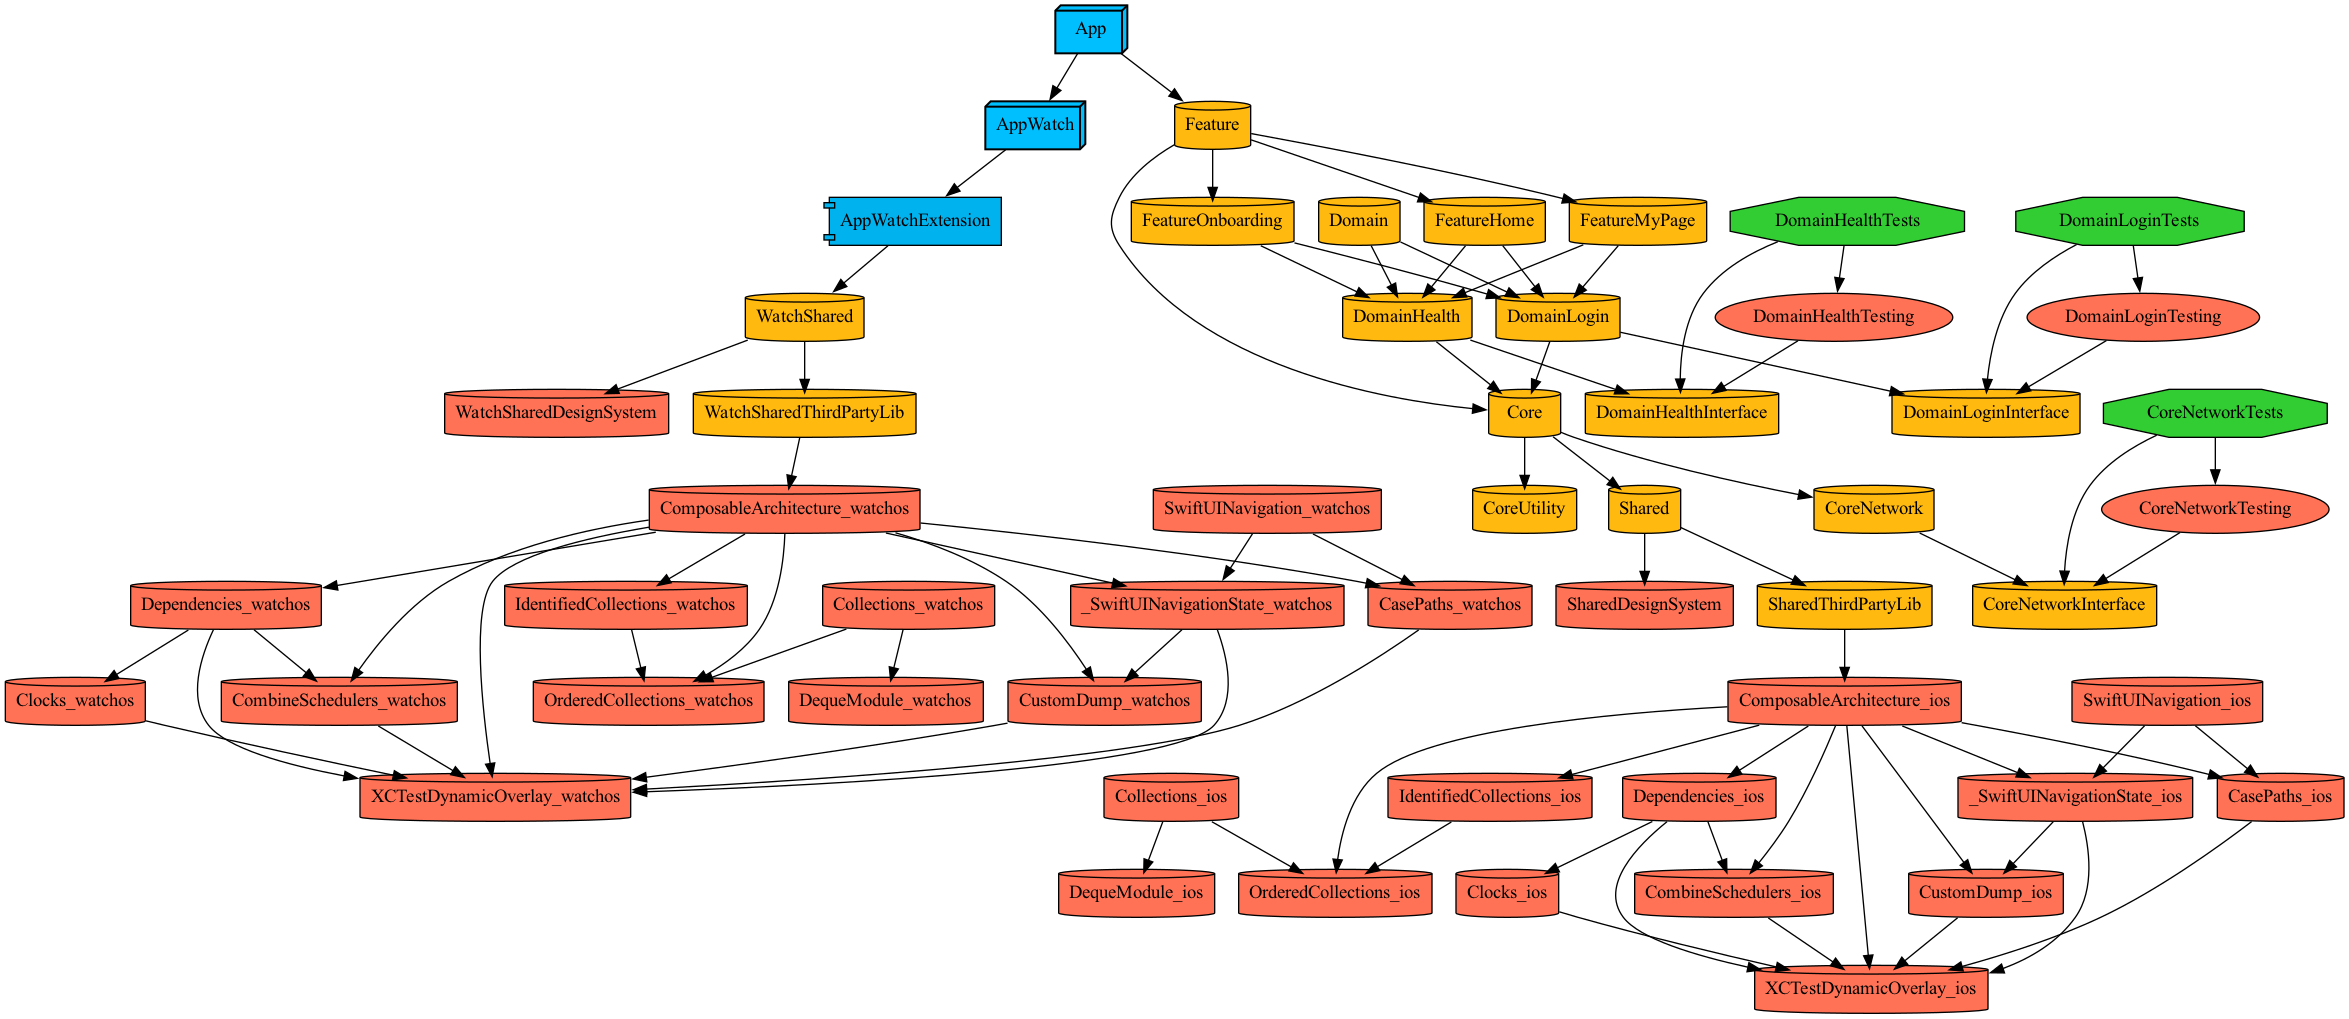 App
AppWatch
Feature
AppWatchExtension
FeatureOnboarding
Domain
FeatureHome
FeatureMyPage
DomainHealthTests
DomainLoginTests
WatchShared
DomainHealth
DomainLogin
DomainHealthTesting
DomainLoginTesting
WatchSharedDesignSystem
WatchSharedThirdPartyLib
Core
DomainHealthInterface
DomainLoginInterface
CoreNetworkTests
ComposableArchitecture_watchos
SwiftUINavigation_watchos
CoreUtility
Shared
CoreNetwork
CoreNetworkTesting
Dependencies_watchos
IdentifiedCollections_watchos
Collections_watchos
_SwiftUINavigationState_watchos
CasePaths_watchos
SharedDesignSystem
SharedThirdPartyLib
CoreNetworkInterface
Clocks_watchos
CombineSchedulers_watchos
OrderedCollections_watchos
DequeModule_watchos
CustomDump_watchos
ComposableArchitecture_ios
SwiftUINavigation_ios
XCTestDynamicOverlay_watchos
Collections_ios
IdentifiedCollections_ios
Dependencies_ios
_SwiftUINavigationState_ios
CasePaths_ios
DequeModule_ios
OrderedCollections_ios
Clocks_ios
CombineSchedulers_ios
CustomDump_ios
XCTestDynamicOverlay_ios